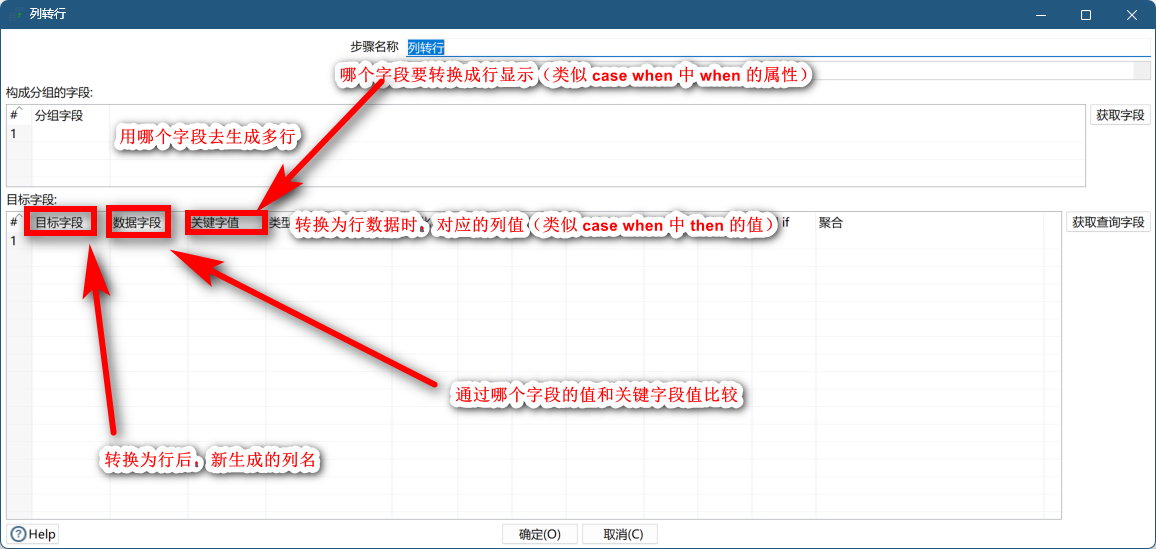 列转行
步骤名称 列转行
哪个字段要转换成行显示（类似 case when 中 when 的属性）
构成分组的字段:
# 分组字段
获取字段
1
用哪个字段去生成多行
目标字段:
# 目标字段 数据字段 关键字值 类型 转换为行数据时，对应的列值（类似 case when 中 then 的值） if 聚合
获取查询字段
1
通过哪个字段的值和关键字段值比较
转换为行后，新生成的列名
Help 确定(O) 取消(C)